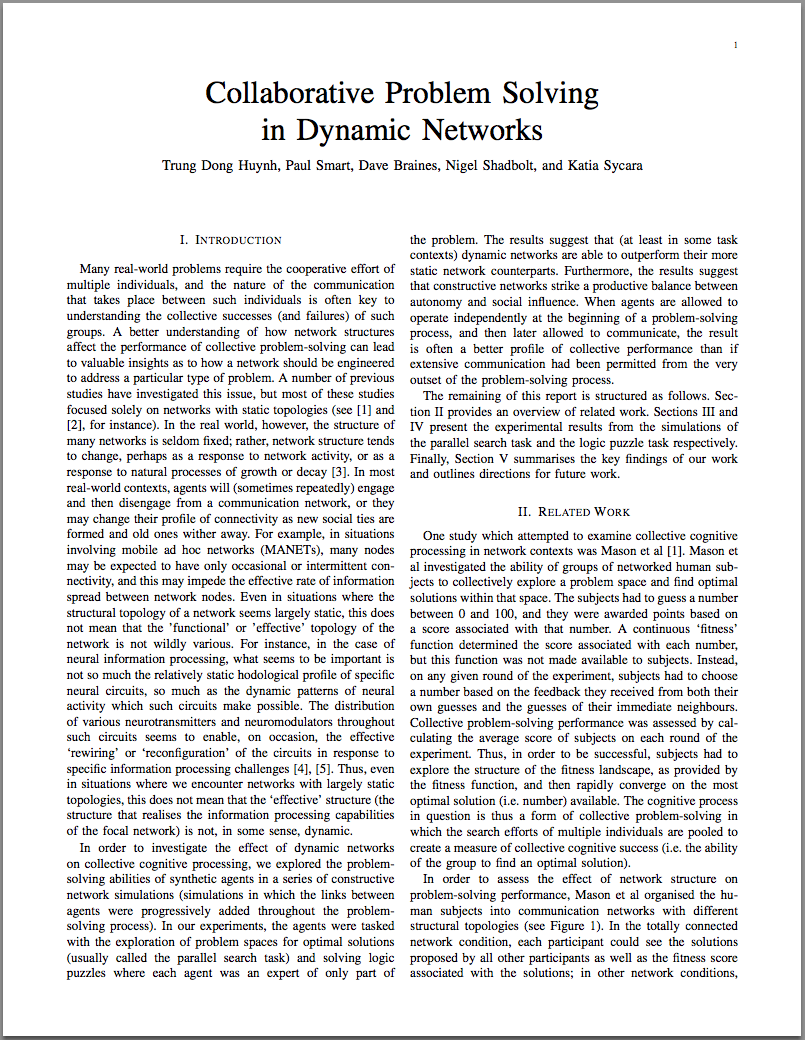 1
Collaborative Problem Solving
in Dynamic Networks
Trung Dong Huynh, Paul Smart, Dave Braines, Nigel Shadbolt, and Katia Sycara
I. Introduction
Many real-world problems require the cooperative effort of
multiple individuals, and the nature of the communication
that takes place between such individuals is often key to
understanding the collective successes (and failures) of such
groups. A better understanding of how network structures
affect the performance of collective problem-solving can lead
to valuable insights as to how a network should be engineered
to address a particular type of problem. A number of previous
studies have investigated this issue, but most of these studies
focused solely on networks with static topologies (see [1] and
[2], for instance). In the real world, however, the structure of
many networks is seldom fixed; rather, network structure tends
to change, perhaps as a response to network activity, or as a
response to natural processes of growth or decay [3]. In most
real-world contexts, agents will (sometimes repeatedly) engage
and then disengage from a communication network, or they
may change their profile of connectivity as new social ties are
formed and old ones wither away. For example, in situations
involving mobile ad hoc networks (MANETs), many nodes
may be expected to have only occasional or intermittent con-
nectivity, and this may impede the effective rate of information
spread between network nodes. Even in situations where the
structural topology of a network seems largely static, this does
not mean that the 'functional' or 'effective' topology of the
network is not wildly various. For instance, in the case of
neural information processing, what seems to be important is
not so much the relatively static hodological profile of specific
neural circuits, so much as the dynamic patterns of neural
activity which such circuits make possible. The distribution
of various neurotransmitters and neuromodulators throughout
such circuits seems to enable, on occasion, the effective
‘rewiring’ or ‘reconfiguration’ of the circuits in response to
specific information processing challenges [4], [5]. Thus, even
in situations where we encounter networks with largely static
topologies, this does not mean that the ‘effective’ structure (the
structure that realises the information processing capabilities
of the focal network) is not, in some sense, dynamic.
In order to investigate the effect of dynamic networks
on collective cognitive processing, we explored the problem-
solving abilities of synthetic agents in a series of constructive
network simulations (simulations in which the links between
agents were progressively added throughout the problem-
solving process). In our experiments, the agents were tasked
with the exploration of problem spaces for optimal solutions
(usually called the parallel search task) and solving logic
puzzles where each agent was an expert of only part of
the problem. The results suggest that (at least in some task
contexts) dynamic networks are able to outperform their more
static network counterparts. Furthermore, the results suggest
that constructive networks strike a productive balance between
autonomy and social influence. When agents are allowed to
operate independently at the beginning of a problem-solving
process, and then later allowed to communicate, the result
is often a better profile of collective performance than if
extensive communication had been permitted from the very
outset of the problem-solving process.
The remaining of this report is structured as follows. Sec-
tion II provides an overview of related work. Sections III and
IV present the experimental results from the simulations of
the parallel search task and the logic puzzle task respectively.
Finally, Section V summarises the key findings of our work
and outlines directions for future work.
II. Related Work
One study which attempted to examine collective cognitive
processing in network contexts was Mason et al [1]. Mason et
al investigated the ability of groups of networked human sub-
jects to collectively explore a problem space and find optimal
solutions within that space. The subjects had to guess a number
between 0 and 100, and they were awarded points based on
a score associated with that number. A continuous ‘fitness’
function determined the score associated with each number,
but this function was not made available to subjects. Instead,
on any given round of the experiment, subjects had to choose
a number based on the feedback they received from both their
own guesses and the guesses of their immediate neighbours.
Collective problem-solving performance was assessed by cal-
culating the average score of subjects on each round of the
experiment. Thus, in order to be successful, subjects had to
explore the structure of the fitness landscape, as provided by
the fitness function, and then rapidly converge on the most
optimal solution (i.e. number) available. The cognitive process
in question is thus a form of collective problem-solving in
which the search efforts of multiple individuals are pooled to
create a measure of collective cognitive success (i.e. the ability
of the group to find an optimal solution).
In order to assess the effect of network structure on
problem-solving performance, Mason et al organised the hu-
man subjects into communication networks with different
structural topologies (see Figure 1). In the totally connected
network condition, each participant could see the solutions
proposed by all other participants as well as the fitness score
associated with the solutions; in other network conditions,